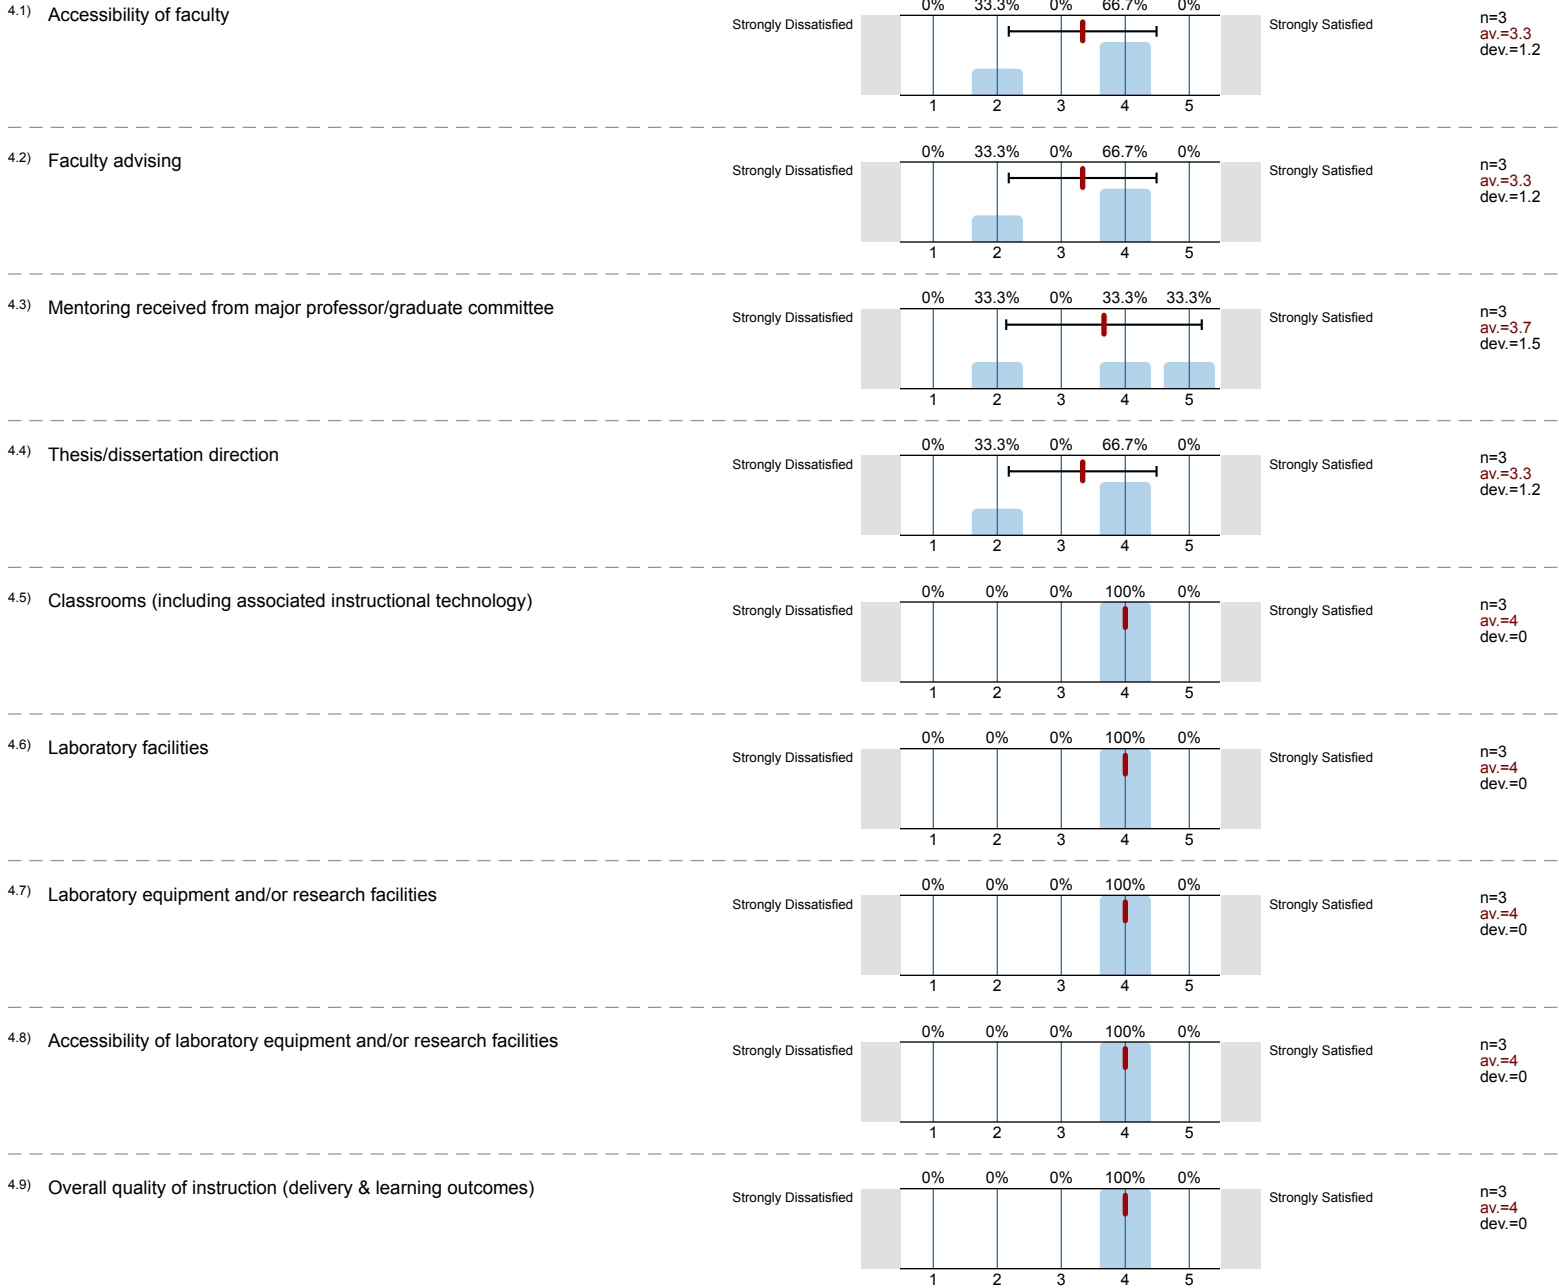 4.1) Accessibility of faculty
0% 33.3% 0% 66.7% 0%
Strongly Dissatisfied Strongly Satisfied
n=3
av.=3.3
dev.=1.2
1 2 3 4 5
4.2) Faculty advising
0% 33.3% 0% 66.7% 0%
Strongly Dissatisfied Strongly Satisfied
n=3
av.=3.3
dev.=1.2
1 2 3 4 5
4.3) Mentoring received from major professor/graduate committee
0% 33.3% 0% 33.3% 33.3%
Strongly Dissatisfied Strongly Satisfied
n=3
av.=3.7
dev.=1.5
1 2 3 4 5
4.4) Thesis/dissertation direction
0% 33.3% 0% 66.7% 0%
Strongly Dissatisfied Strongly Satisfied
n=3
av.=3.3
dev.=1.2
1 2 3 4 5
4.5) Classrooms (including associated instructional technology)
0% 0% 0% 100% 0%
Strongly Dissatisfied Strongly Satisfied
n=3
av.=4
dev.=0
1 2 3 4 5
4.6) Laboratory facilities
0% 0% 0% 100% 0%
Strongly Dissatisfied Strongly Satisfied
n=3
av.=4
dev.=0
1 2 3 4 5
4.7) Laboratory equipment and/or research facilities
0% 0% 0% 100% 0%
Strongly Dissatisfied Strongly Satisfied
n=3
av.=4
dev.=0
1 2 3 4 5
4.8) Accessibility of laboratory equipment and/or research facilities
0% 0% 0% 100% 0%
Strongly Dissatisfied Strongly Satisfied
n=3
av.=4
dev.=0
1 2 3 4 5
4.9) Overall quality of instruction (delivery & learning outcomes)
0% 0% 0% 100% 0%
Strongly Dissatisfied Strongly Satisfied
n=3
av.=4
dev.=0
1 2 3 4 5